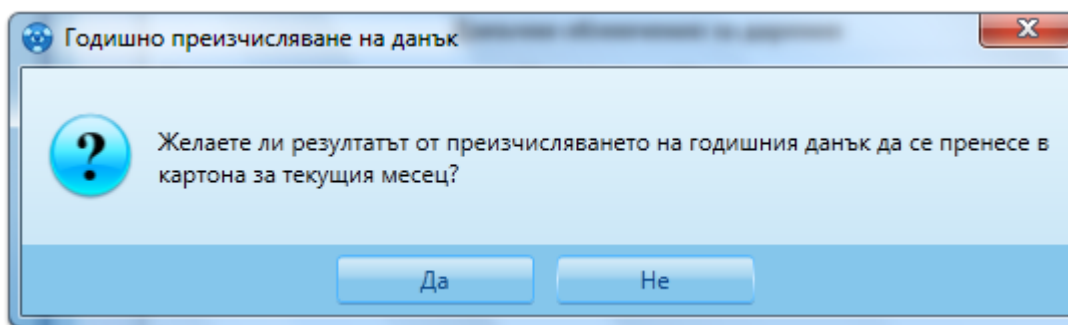 Годишно преизчисляване на данък
Желаете ли резултатът от преизчисляването на годишния данък да се пренесе в
картона за текущия месец?
Да
Не